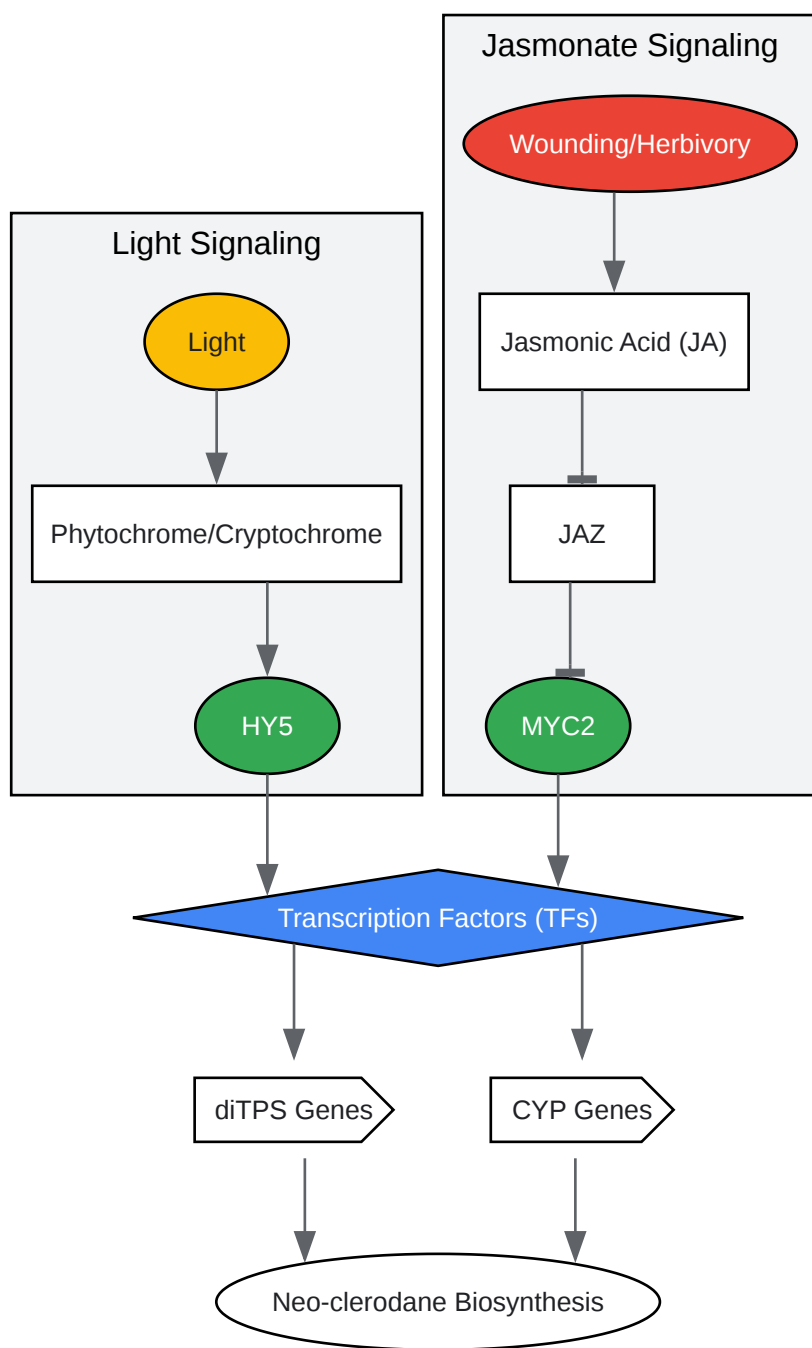 Jasmonate Signaling
Wounding/Herbivory
Light Signaling
Light
Jasmonic Acid (JA)
Phytochrome/Cryptochrome
JAZ
HY5
MYC2
Transcription Factors (TFs)
diTPS Genes
CYP Genes
Neo-clerodane Biosynthesis